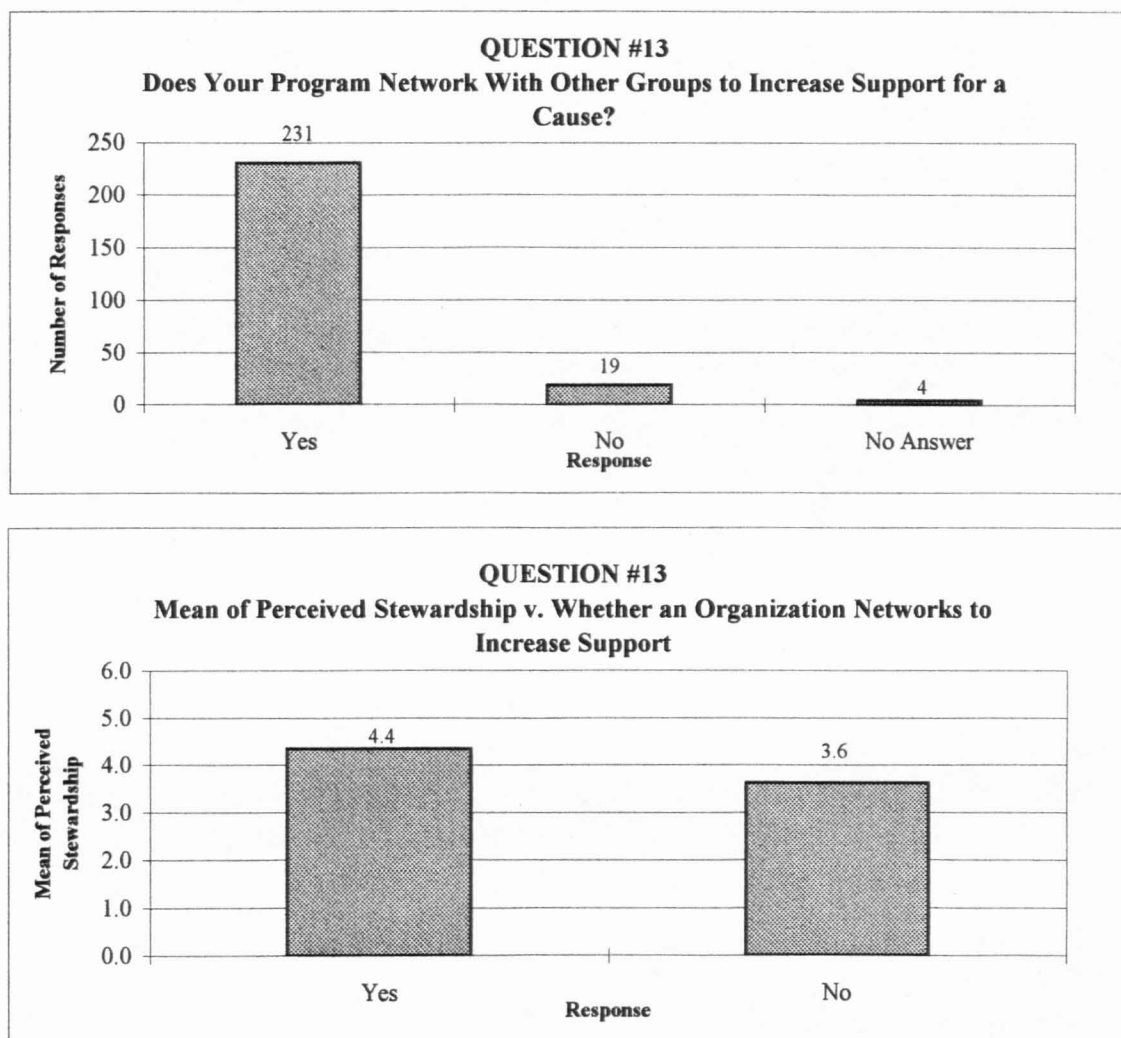 QUESTION #13
Does Your Program Network With Other Groups to Increase Support for a
Cause?
Number of Responses
250
200
150
100
50
0
231
19
4
Yes
No
No Answer
Response
QUESTION #13
Mean of Perceived Stewardship v. Whether an Organization Networks to
Increase Support
Mean of Perceived
Stewardship
6.0
5.0
4.0
3.0
2.0
1.0
0.0
4.4
3.6
Yes
No
Response